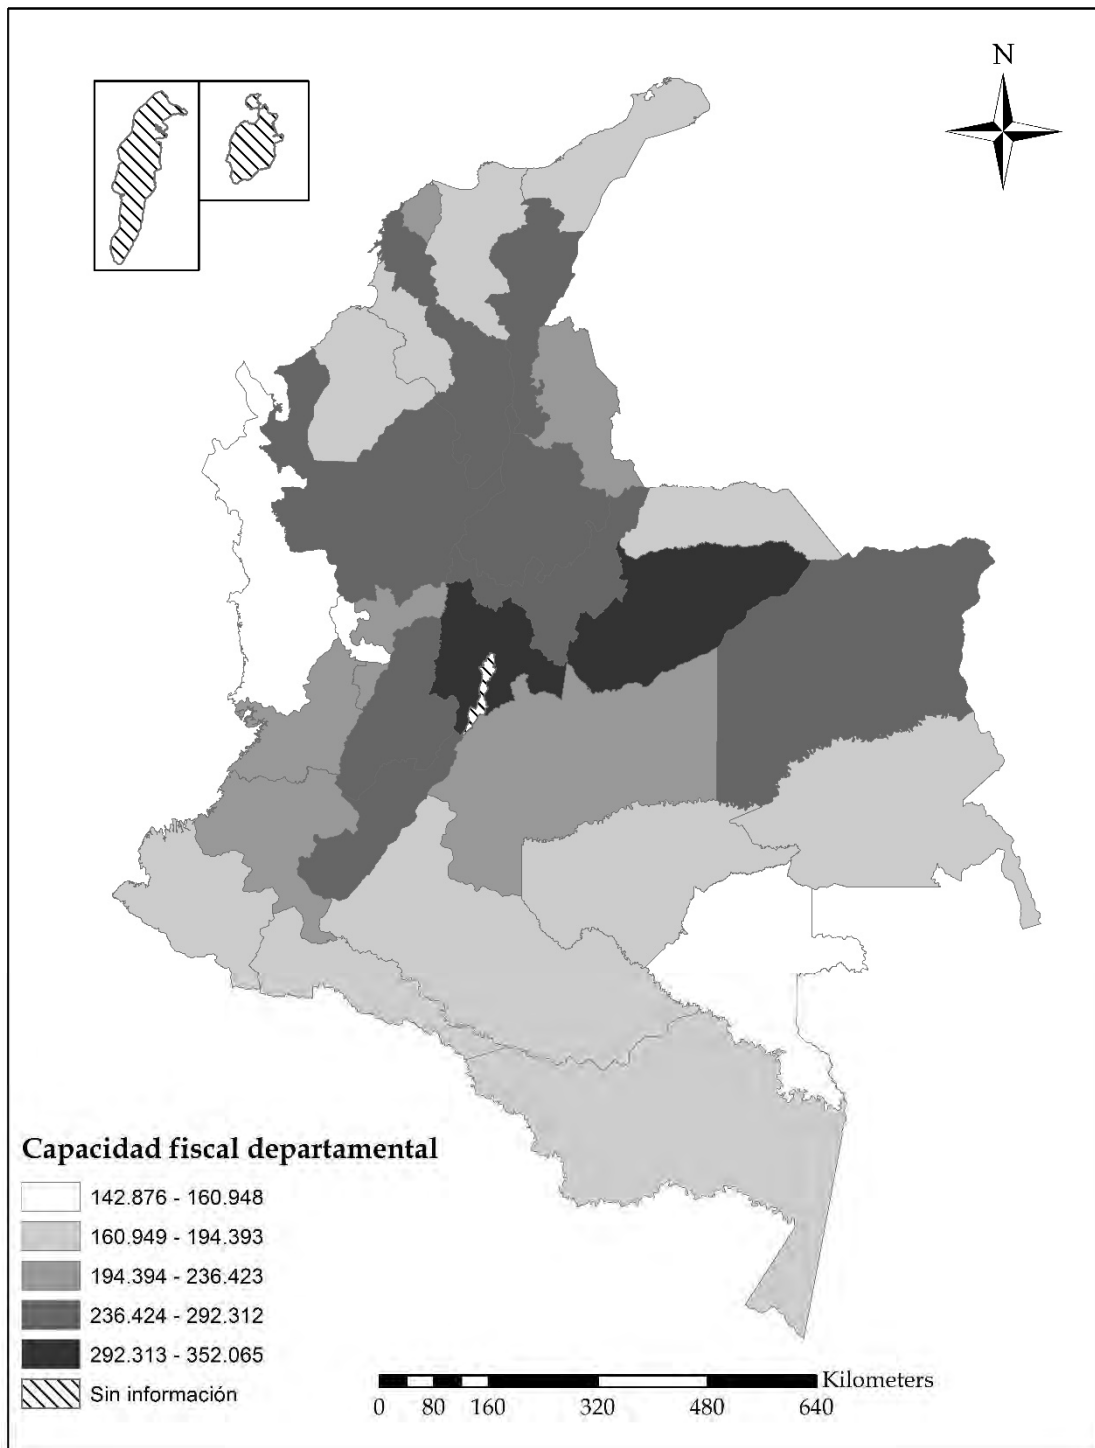 N
Capacidad fiscal departamental
142.876 - 160.948
160.949 - 194.393
194.394 - 236.423
236.424 - 292.312
292.313 - 352.065
Sin información
Kilometers
0 80 160 320 480 640